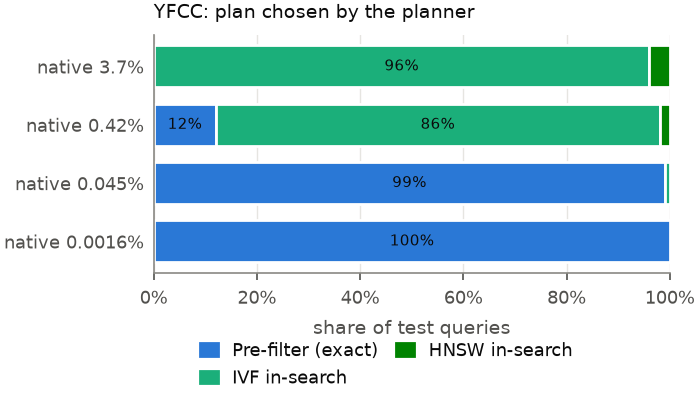 YFCC: plan chosen by the planner
native 3.7%
96%
native 0.42%
12%
86%
native 0.045%
99%
native 0.0016%
100%
0%
20%
40%
60%
80%
100%
share of test queries
Pre-filter (exact)
HNSW in-search
IVF in-search